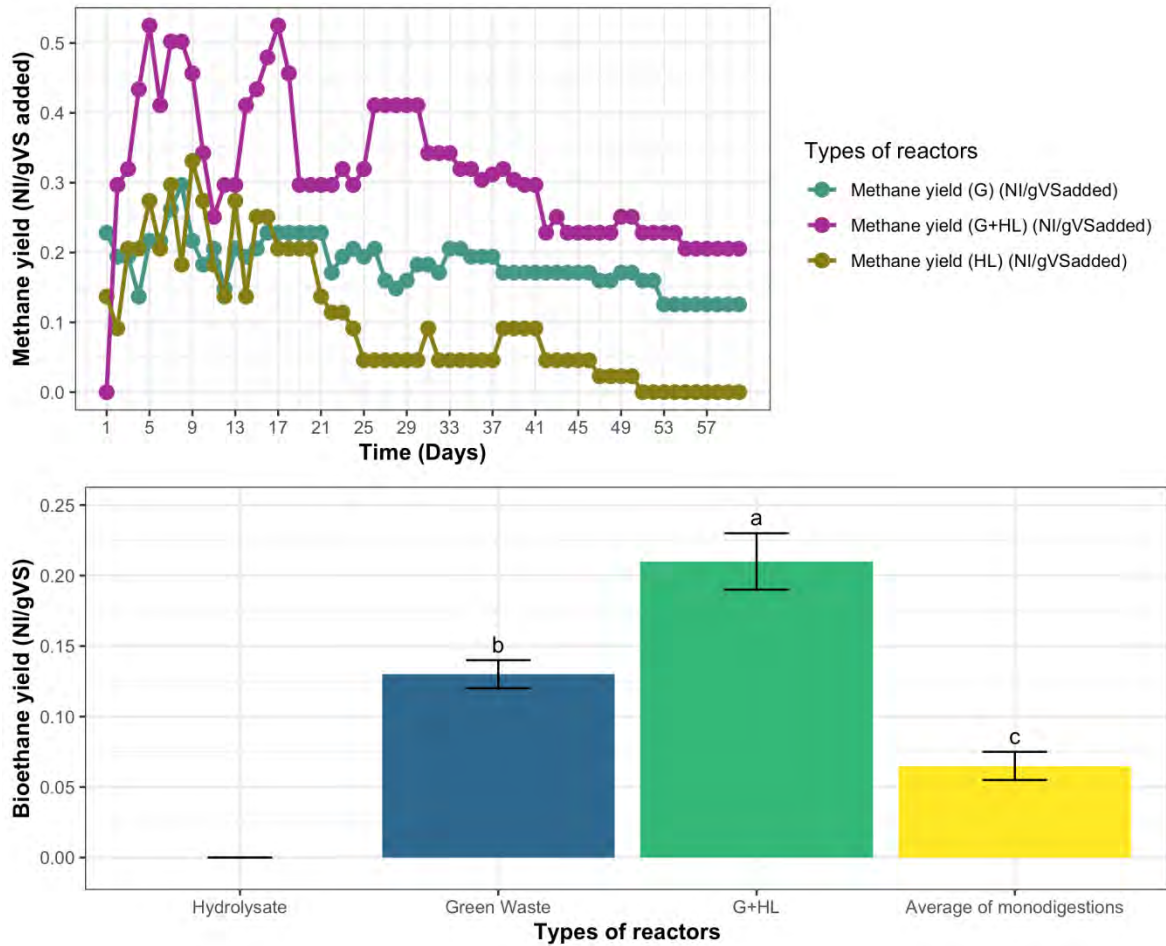 Methane yield (Nl/gVS added)
0.5
0.4
0.3
0.2
0.1
0.0
1 5 9 13 17 21 25 29 33 37 41 45 49 53 57
Time (Days)
Types of reactors
Methane yield (G) (Nl/gVSadded)
Methane yield (G+HL) (Nl/gVSadded)
Methane yield (HL) (Nl/gVSadded)
Bioethane yield (Nl/gVS)
0.25
0.20
0.15
0.10
0.05
0.00
b
a
c
Hydrolysate Green Waste G+HL Average of monodigestions
Types of reactors